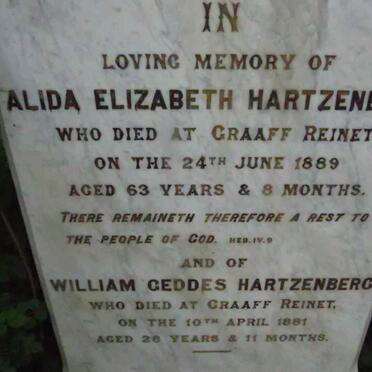 IN
LOVING MEMORY OF
ALIDA ELIZABETH HARTZENB
WHO DIED AT GRAAFF REINET
ON THE 24TH JUNE 1889
AGED 63 YEARS & 8 MONTHS.
THERE REMAINETH THEREFORE A REST TO
THE PEOPLE OF GOD. HEB.IV.9
AND OF
WILLIAM GEDDES HARTZENBERG
WHO DIED AT GRAAFF REINET.
ON THE 10TH APRIL 1881
AGED 28 YEARS & 11 MONTHS.